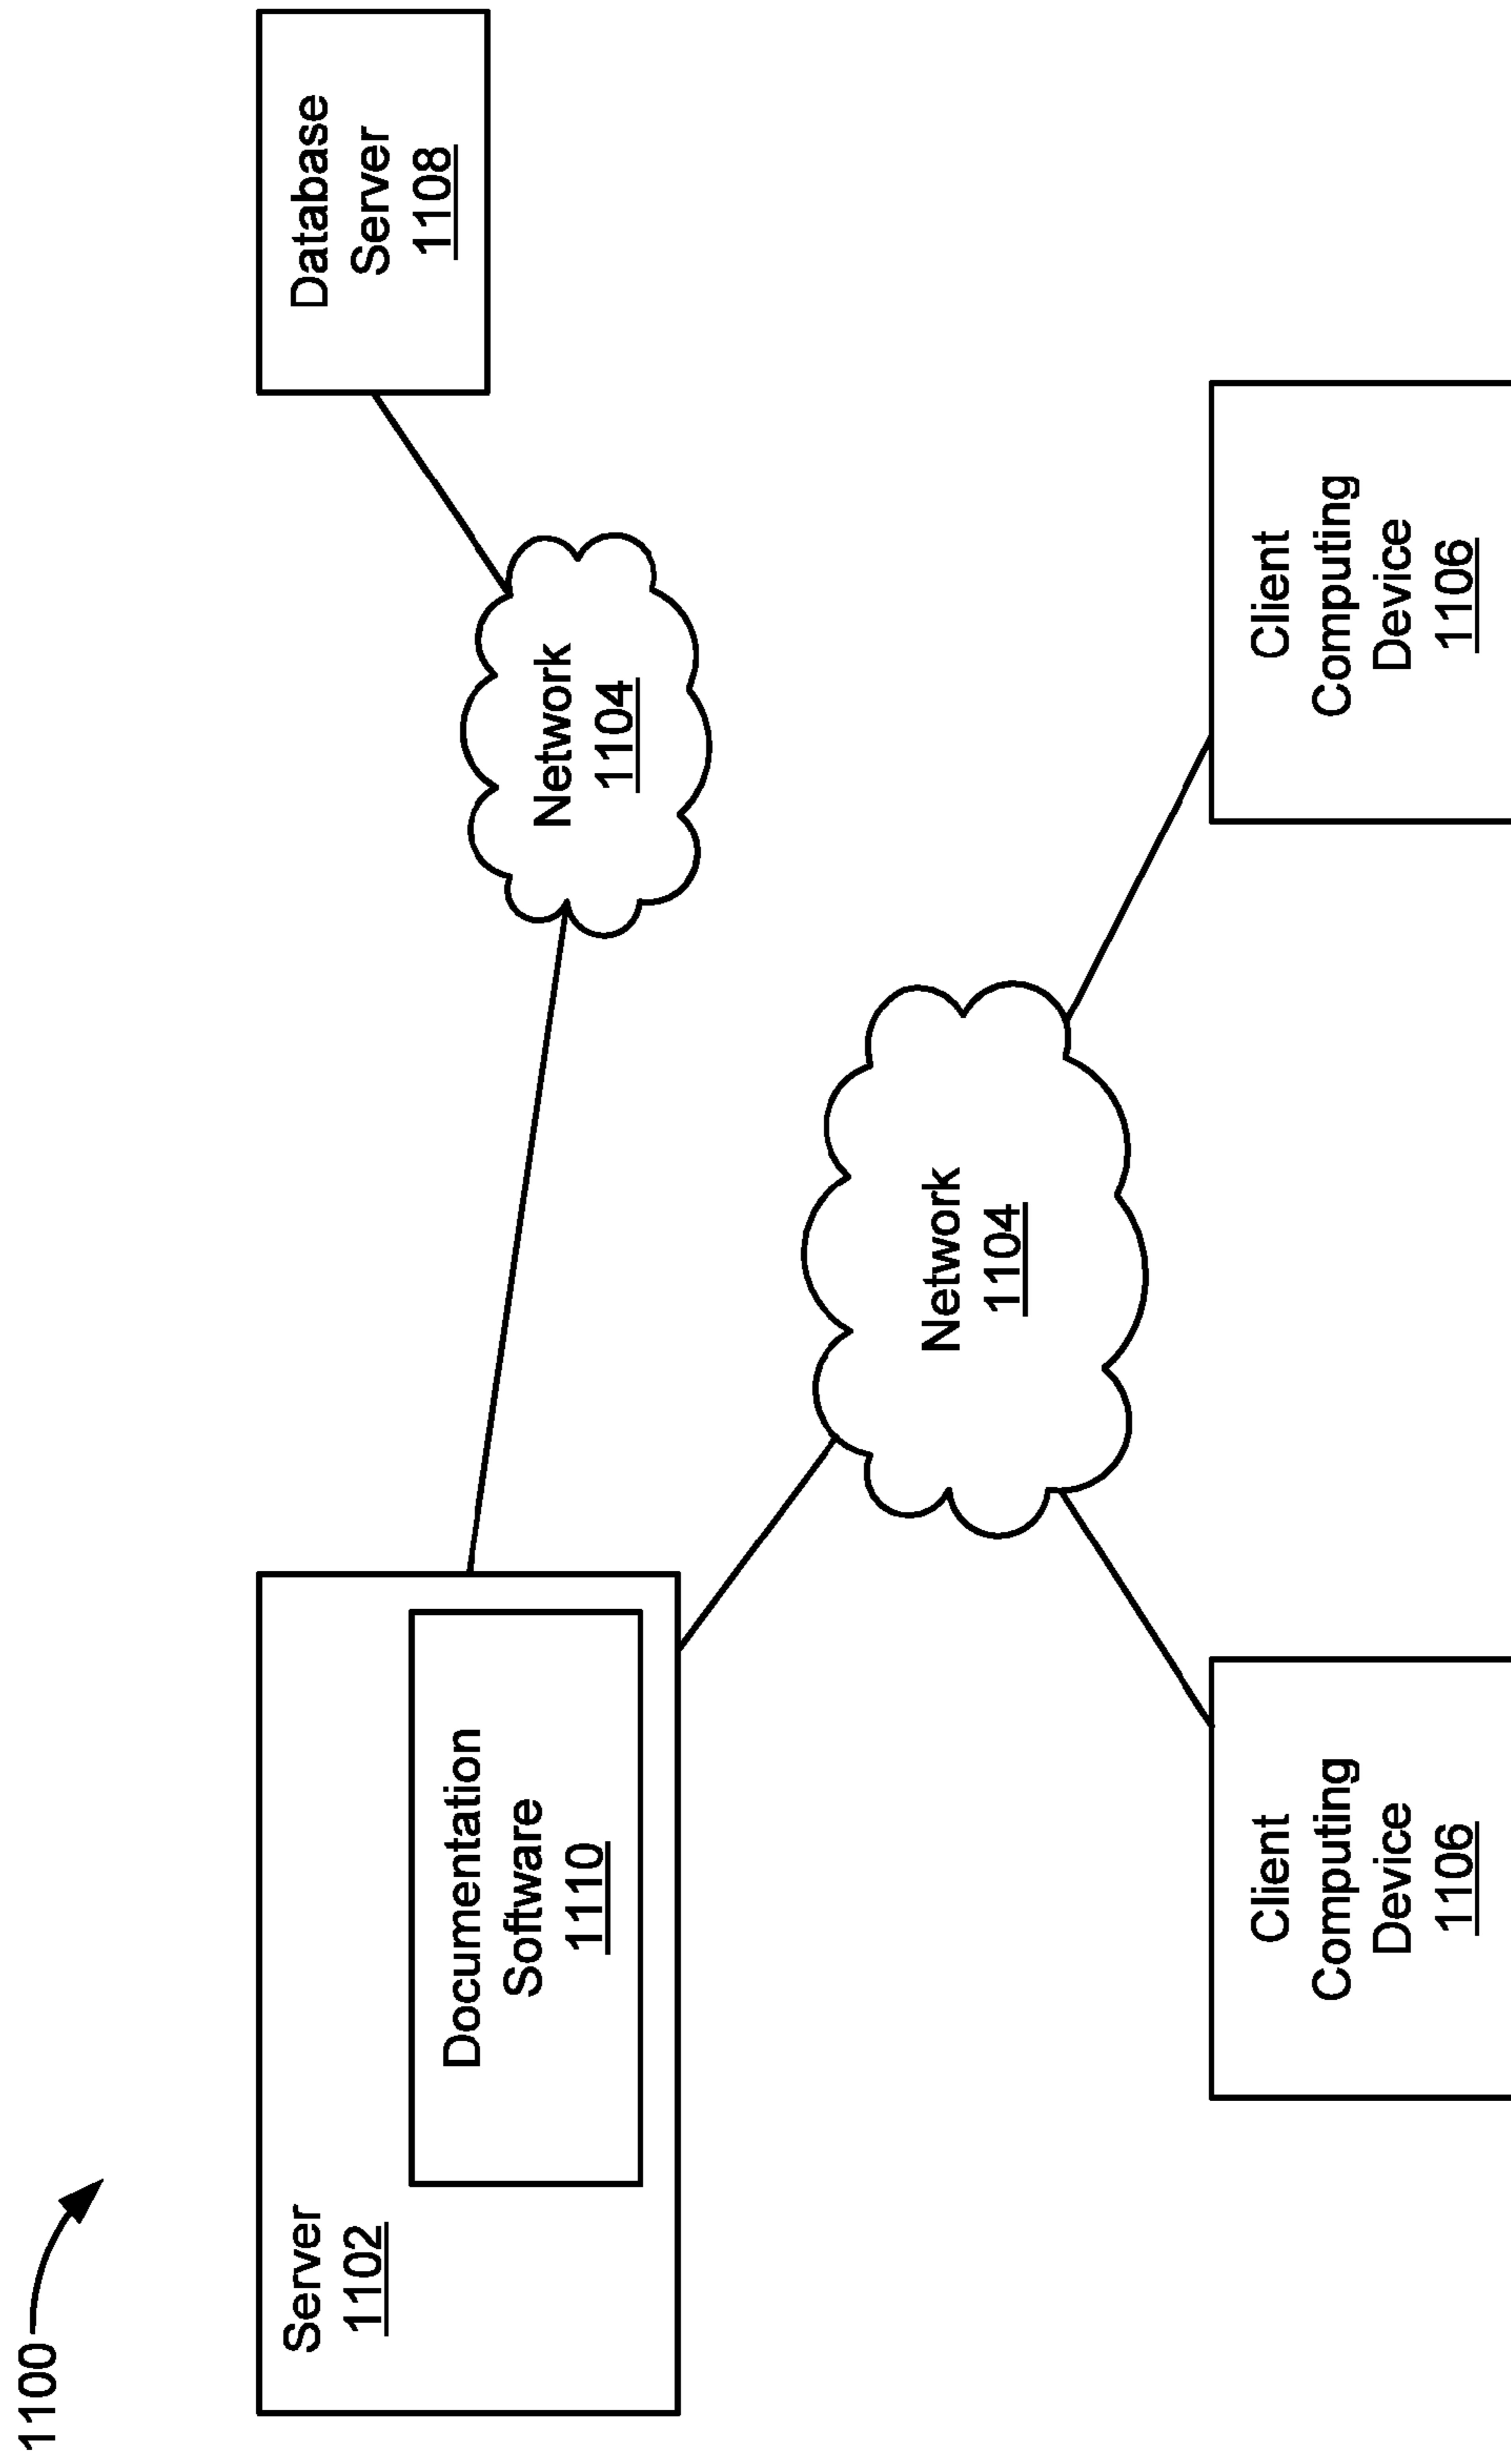 1100
Server
1102
Documentation
Software
1110
Network
1104
Database
Server
1108
Network
1104
Client
Computing
Device
1106
Client
Computing
Device
1106